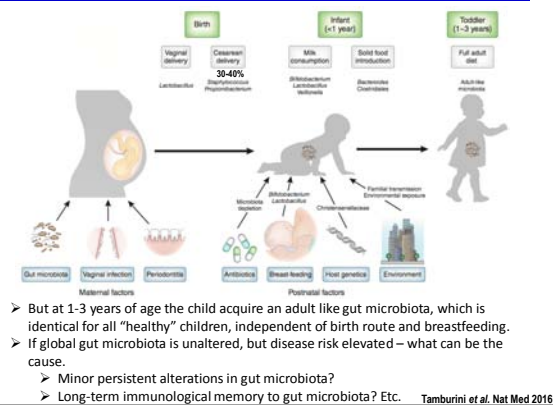 Birth
Infant
(<1 year)
Toddler
(1–3 years)
Vaginal
delivery
Cesarean
delivery
30-40%
Milk
consumption
Solid food
introduction
Full adult
diet
Lactobacillus
Staphylococcus
Propionibacterium
Bifidobacterium
Lactobacillus
Veillonella
Bacteroides
Clostridiales
Adult-like
microbiota
Microbiota
depletion
Bifidobacterium
Lactobacillus
Christensenellaceae
Familial transmission
Environmental exposure
Gut microbiota
Vaginal infection
Periodontitis
Antibiotics
Breast-feeding
Host genetics
Environment
Maternal factors
Postnatal factors
➢ But at 1-3 years of age the child acquire an adult like gut microbiota, which is
identical for all “healthy” children, independent of birth route and breastfeeding.
➢ If global gut microbiota is unaltered, but disease risk elevated – what can be the
cause.
➢ Minor persistent alterations in gut microbiota?
➢ Long-term immunological memory to gut microbiota? Etc.
Tamburini et al. Nat Med 2016